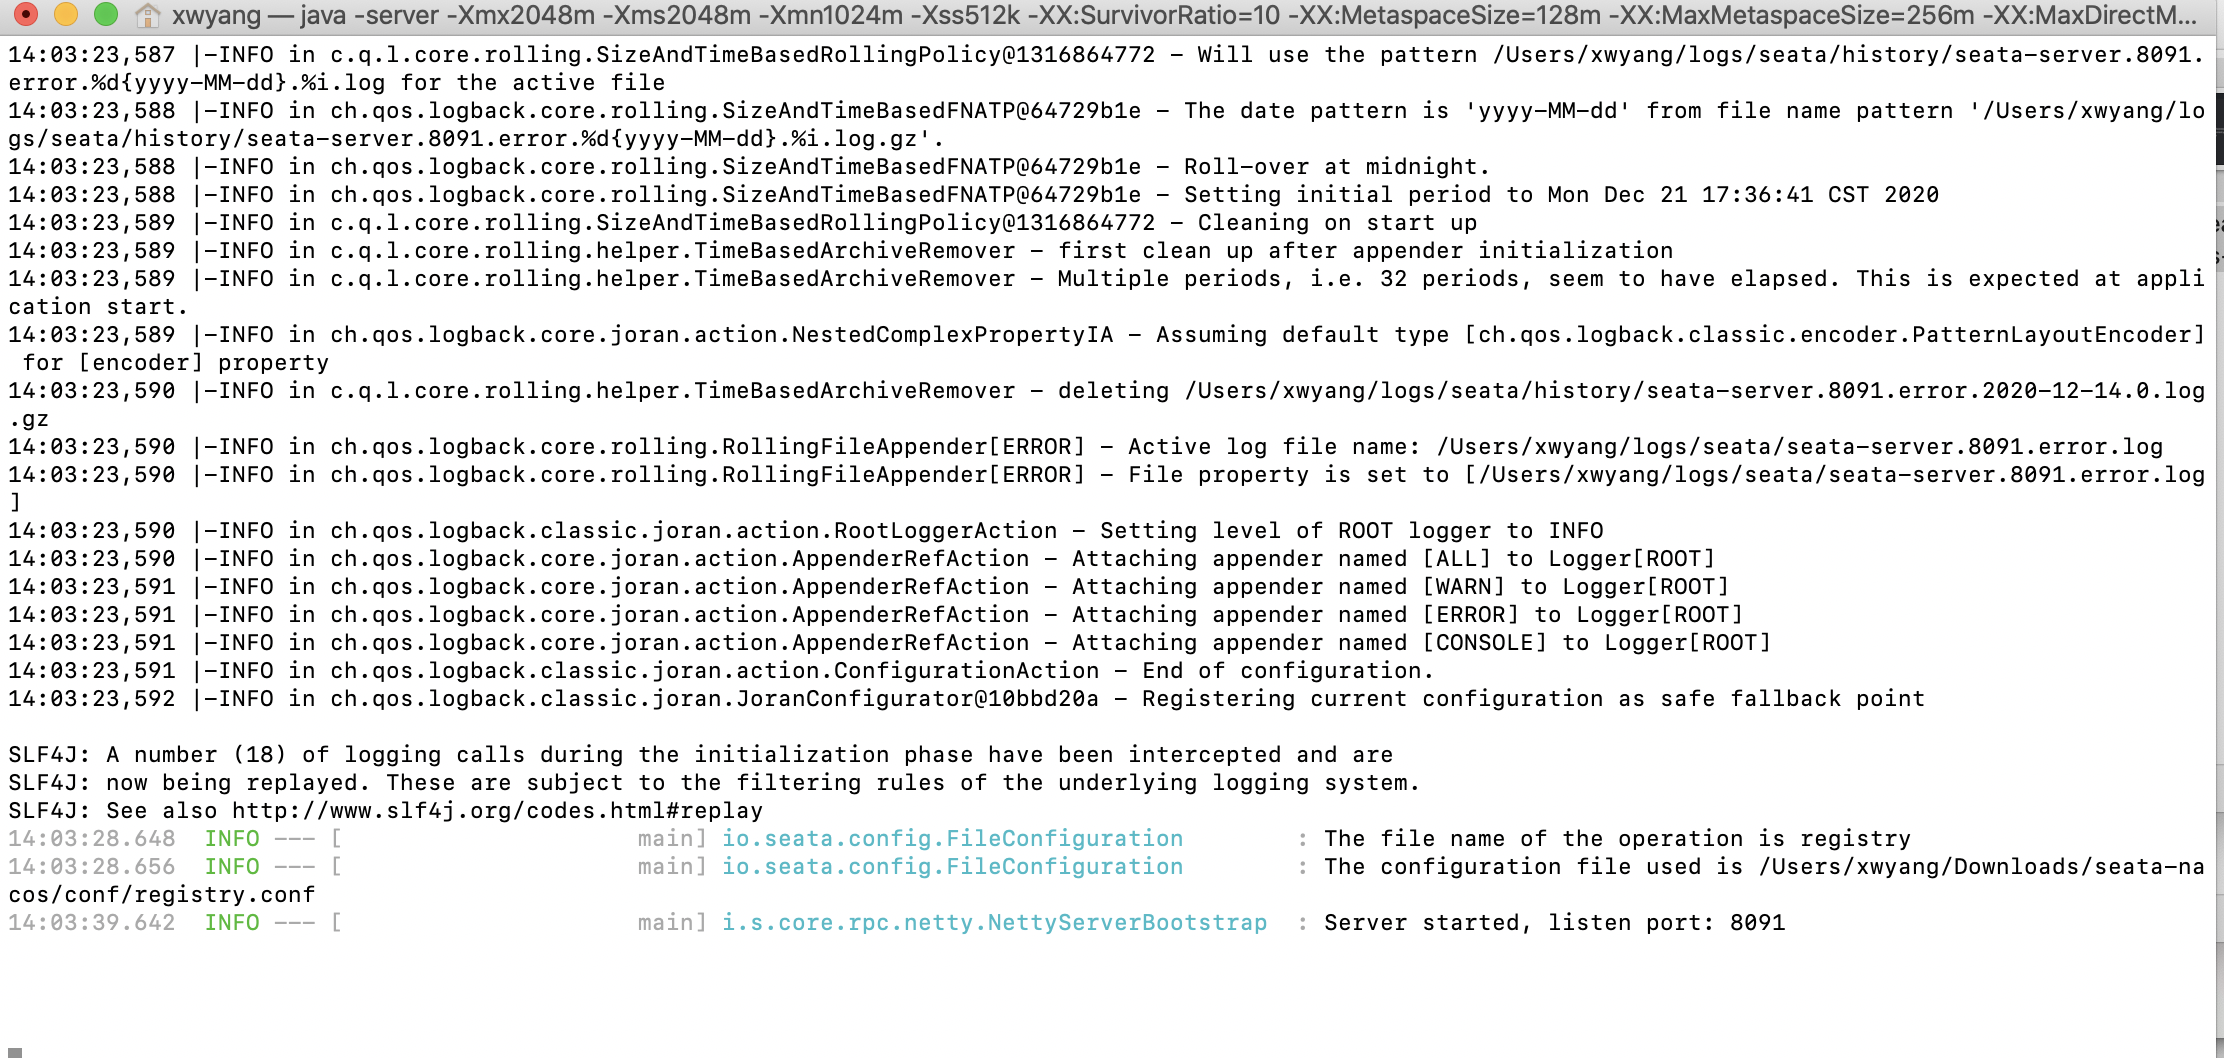 xwyang — java -server -Xmx2048m -Xms2048m -Xmn1024m -Xss512k -XX:SurvivorRatio=10 -XX:MetaspaceSize=128m -XX:MaxMetaspaceSize=256m -XX:MaxDirectM...
14:03:23,587 |-INFO in c.q.l.core.rolling.SizeAndTimeBasedRollingPolicy@1316864772 - Will use the pattern /Users/xwyang/logs/seata/history/seata-server.8091.
error.%d{yyyy-MM-dd}.%i.log for the active file
14:03:23,588 |-INFO in ch.qos.logback.core.rolling.SizeAndTimeBasedFNATP@64729b1e - The date pattern is 'yyyy-MM-dd' from file name pattern '/Users/xwyang/lo
gs/seata/history/seata-server.8091.error.%d{yyyy-MM-dd}.%i.log.gz'.
14:03:23,588 |-INFO in ch.qos.logback.core.rolling.SizeAndTimeBasedFNATP@64729b1e - Roll-over at midnight.
14:03:23,588 |-INFO in ch.qos.logback.core.rolling.SizeAndTimeBasedFNATP@64729b1e - Setting initial period to Mon Dec 21 17:36:41 CST 2020
14:03:23,589 |-INFO in c.q.l.core.rolling.SizeAndTimeBasedRollingPolicy@1316864772 - Cleaning on start up
14:03:23,589 |-INFO in c.q.l.core.rolling.helper.TimeBasedArchiveRemover - first clean up after appender initialization
14:03:23,589 |-INFO in c.q.l.core.rolling.helper.TimeBasedArchiveRemover - Multiple periods, i.e. 32 periods, seem to have elapsed. This is expected at appli
cation start.
14:03:23,589 |-INFO in ch.qos.logback.core.joran.action.NestedComplexPropertyIA - Assuming default type [ch.qos.logback.classic.encoder.PatternLayoutEncoder]
 for [encoder] property
14:03:23,590 |-INFO in c.q.l.core.rolling.helper.TimeBasedArchiveRemover - deleting /Users/xwyang/logs/seata/history/seata-server.8091.error.2020-12-14.0.log
.gz
14:03:23,590 |-INFO in ch.qos.logback.core.rolling.RollingFileAppender[ERROR] - Active log file name: /Users/xwyang/logs/seata/seata-server.8091.error.log
14:03:23,590 |-INFO in ch.qos.logback.core.rolling.RollingFileAppender[ERROR] - File property is set to [/Users/xwyang/logs/seata/seata-server.8091.error.log
]
14:03:23,590 |-INFO in ch.qos.logback.classic.joran.action.RootLoggerAction - Setting level of ROOT logger to INFO
14:03:23,590 |-INFO in ch.qos.logback.core.joran.action.AppenderRefAction - Attaching appender named [ALL] to Logger[ROOT]
14:03:23,591 |-INFO in ch.qos.logback.core.joran.action.AppenderRefAction - Attaching appender named [WARN] to Logger[ROOT]
14:03:23,591 |-INFO in ch.qos.logback.core.joran.action.AppenderRefAction - Attaching appender named [ERROR] to Logger[ROOT]
14:03:23,591 |-INFO in ch.qos.logback.core.joran.action.AppenderRefAction - Attaching appender named [CONSOLE] to Logger[ROOT]
14:03:23,591 |-INFO in ch.qos.logback.classic.joran.action.ConfigurationAction - End of configuration.
14:03:23,592 |-INFO in ch.qos.logback.classic.joran.JoranConfigurator@10bbd20a - Registering current configuration as safe fallback point
SLF4J: A number (18) of logging calls during the initialization phase have been intercepted and are
SLF4J: now being replayed. These are subject to the filtering rules of the underlying logging system.
SLF4J: See also http://www.slf4j.org/codes.html#replay
14:03:28.648  INFO --- [                     main] io.seata.config.FileConfiguration        : The file name of the operation is registry
14:03:28.656  INFO --- [                     main] io.seata.config.FileConfiguration        : The configuration file used is /Users/xwyang/Downloads/seata-na
cos/conf/registry.conf
14:03:39.642  INFO --- [                     main] i.s.core.rpc.netty.NettyServerBootstrap  : Server started, listen port: 8091